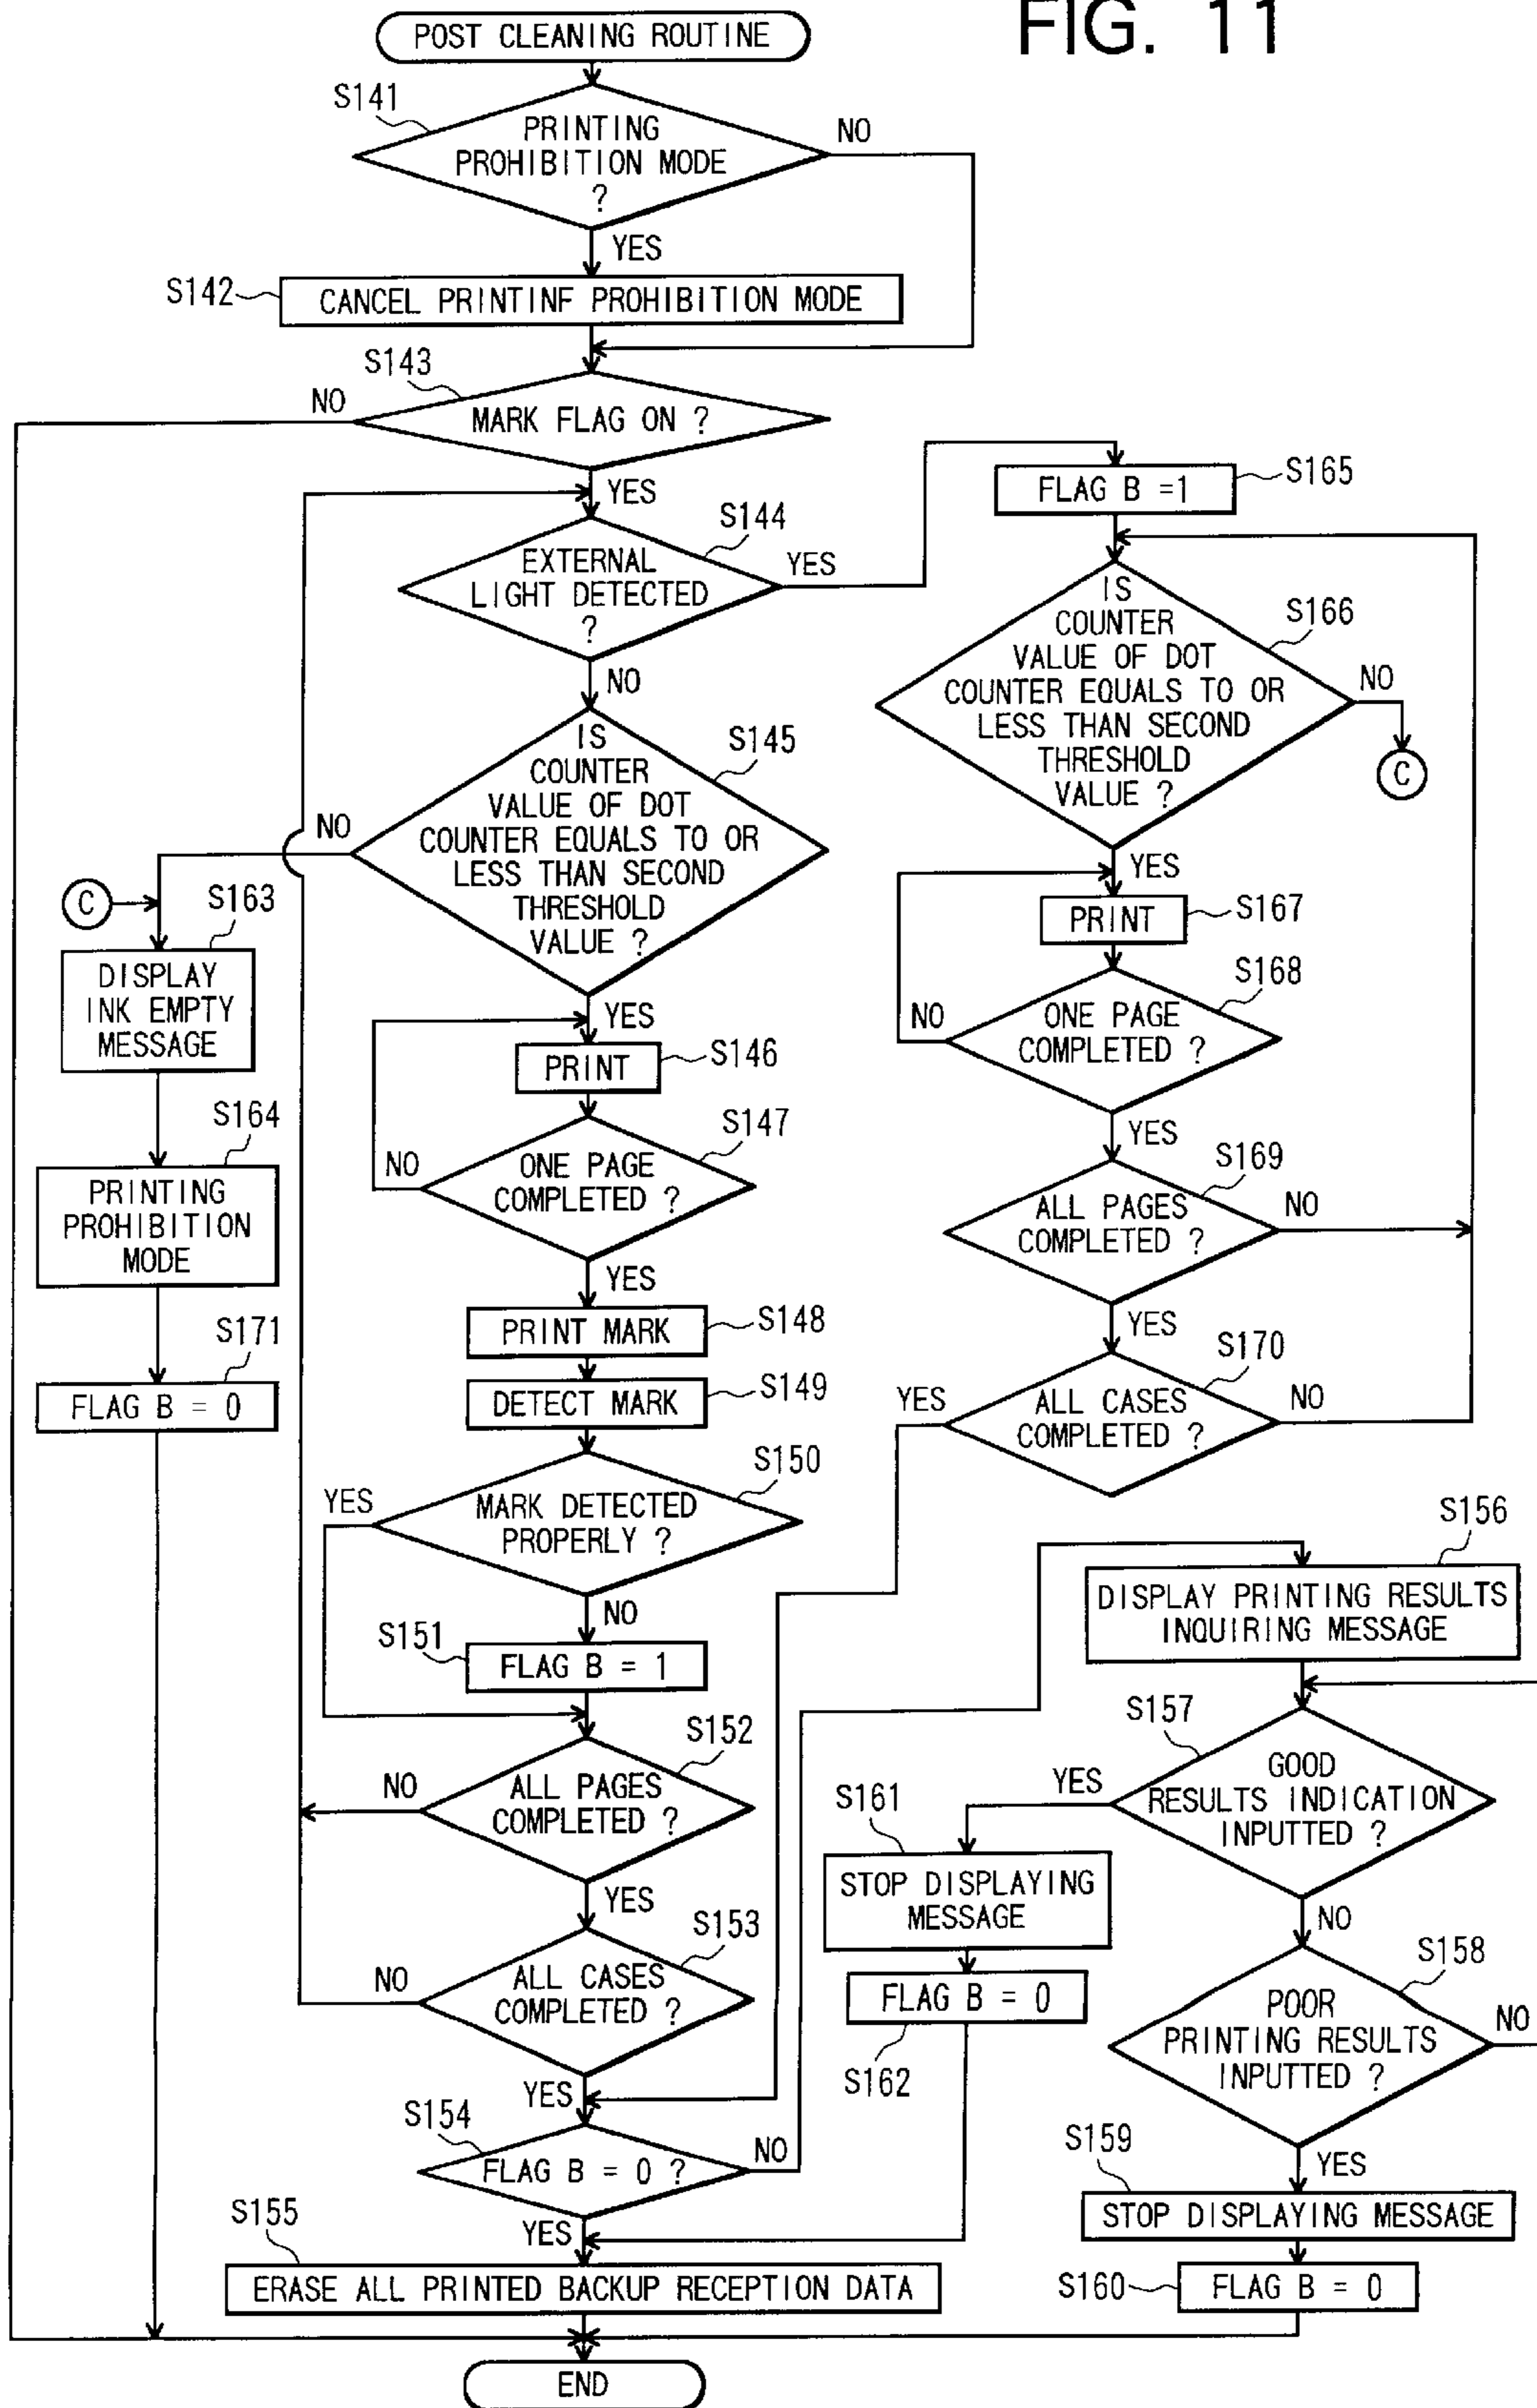 FIG. 11
POST CLEANING ROUTINE
S141
PRINTING
PROHIBITION MODE
?
NO
YES
S142
CANCEL PRINTINF PROHIBITION MODE
S143
NO
MARK FLAG ON ?
YES
S144
EXTERNAL
LIGHT DETECTED
?
YES
NO
S145
IS
COUNTER
VALUE OF DOT
COUNTER EQUALS TO OR
LESS THAN SECOND
THRESHOLD
VALUE ?
NO
YES
C
S163
DISPLAY
INK EMPTY
MESSAGE
S164
PRINTING
PROHIBITION
MODE
S171
FLAG B = 0
PRINT
S146
S147
ONE PAGE
COMPLETED ?
NO
YES
PRINT MARK
S148
DETECT MARK
S149
S150
YES
MARK DETECTED
PROPERLY ?
NO
S151
FLAG B = 1
S152
NO
ALL PAGES
COMPLETED ?
YES
S153
NO
ALL CASES
COMPLETED ?
YES
S154
FLAG B = 0 ?
NO
YES
S155
ERASE ALL PRINTED BACKUP RECEPTION DATA
END
FLAG B =1
S165
IS
COUNTER
VALUE OF DOT
COUNTER EQUALS TO OR
LESS THAN SECOND
THRESHOLD
VALUE ?
S166
NO
C
YES
PRINT
S167
S168
NO
ONE PAGE
COMPLETED ?
YES
S169
ALL PAGES
COMPLETED ?
NO
YES
S170
YES
ALL CASES
COMPLETED ?
NO
S156
DISPLAY PRINTING RESULTS
INQUIRING MESSAGE
S157
YES
GOOD
RESULTS INDICATION
INPUTTED ?
NO
S161
STOP DISPLAYING
MESSAGE
FLAG B = 0
S162
S158
POOR
PRINTING RESULTS
INPUTTED ?
NO
YES
S159
STOP DISPLAYING MESSAGE
S160
FLAG B = 0